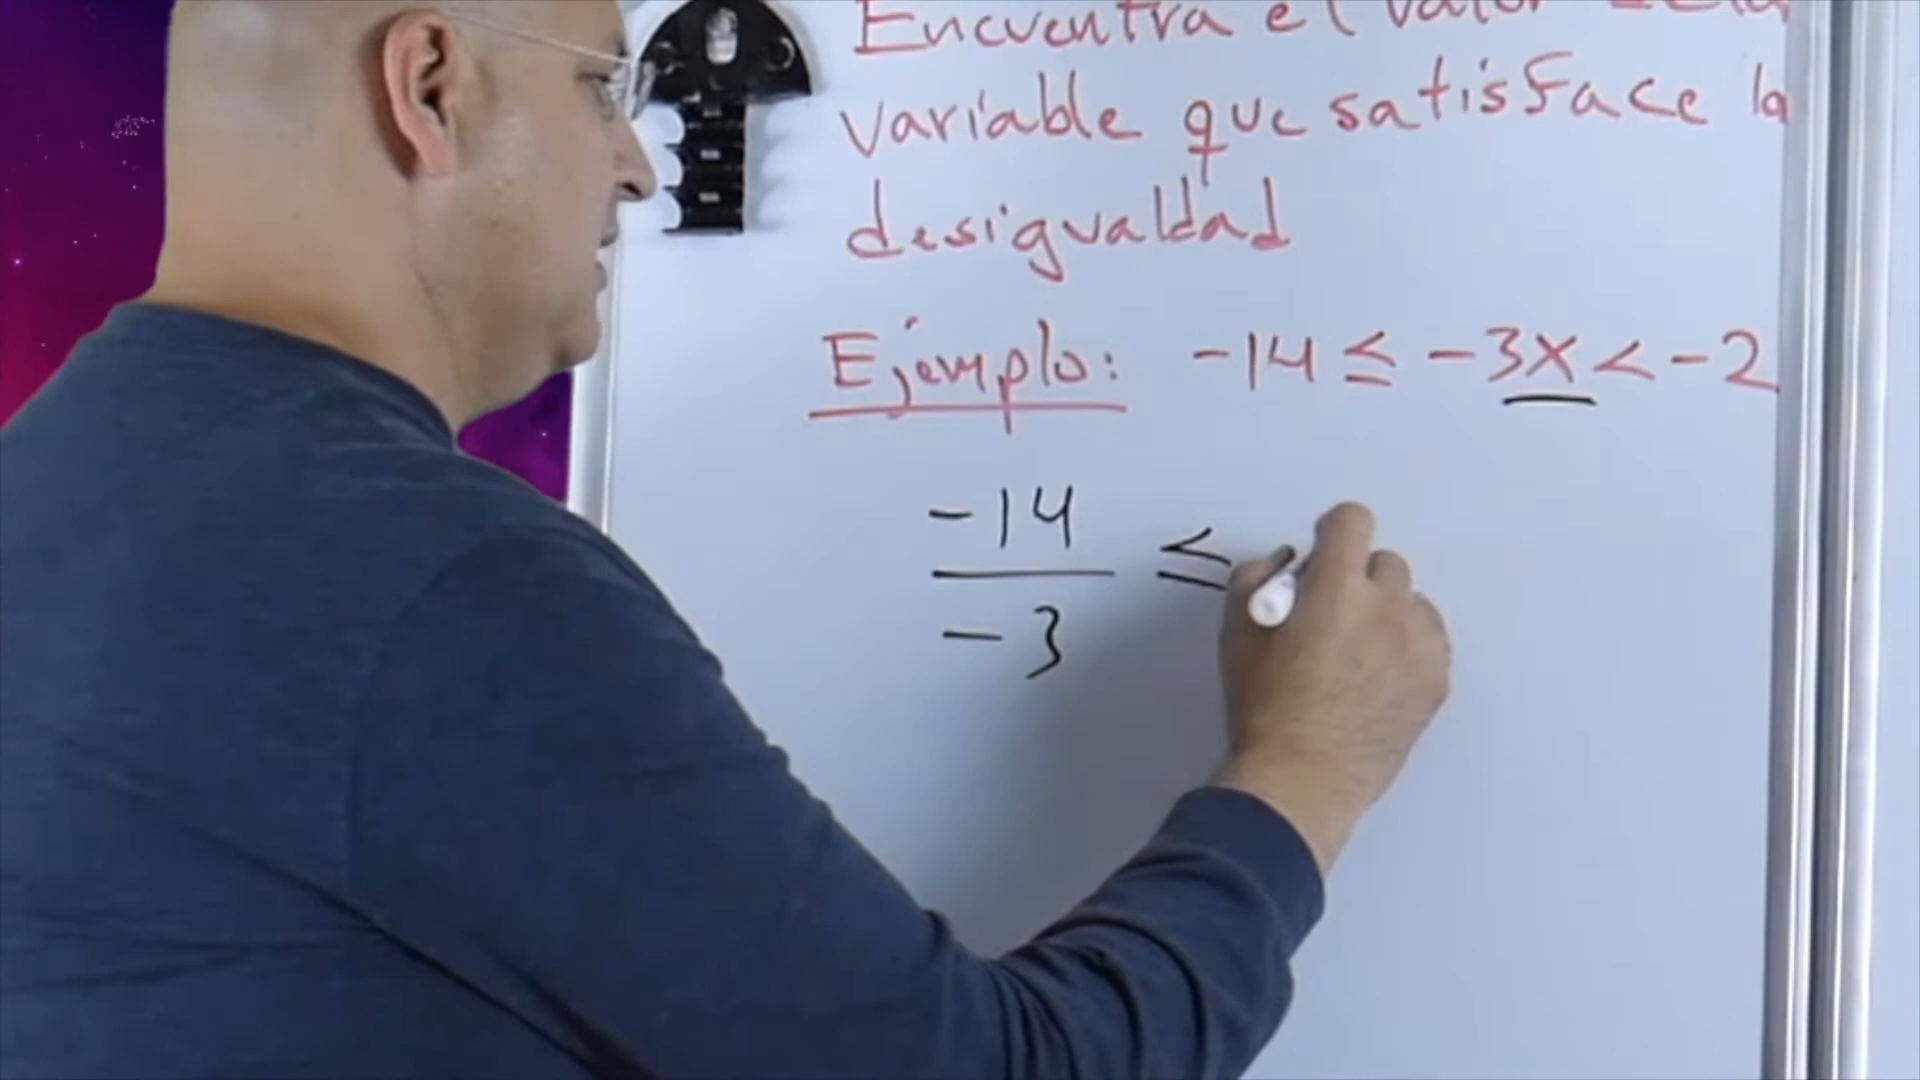 Encuentra el valor de la
variable que satisface la
desigualdad
Ejemplo: -14 ≤ -3x < -2
-14 ≤
-3